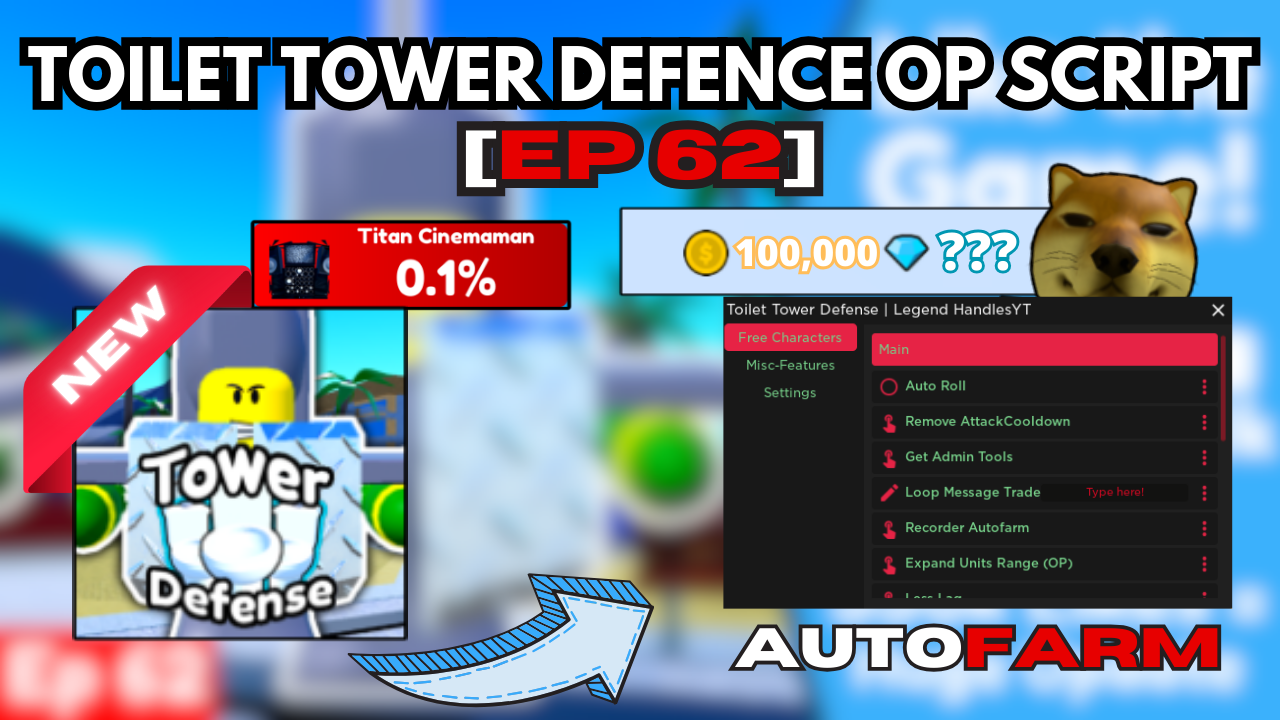 TOILET TOWER DEFENCE OP SCRIPT
[EP 62]
Titan Cinemaman
0.1%
100,000 ???
NEW
Tower
Defense
Toilet Tower Defense | Legend HandlesYT
Free Characters
Misc-Features
Settings
Main
Auto Roll
Remove AttackCooldown
Get Admin Tools
Loop Message Trade Type here!
Recorder Autofarm
Expand Units Range (OP)
Less Lag
AUTOFARM
Ep 62